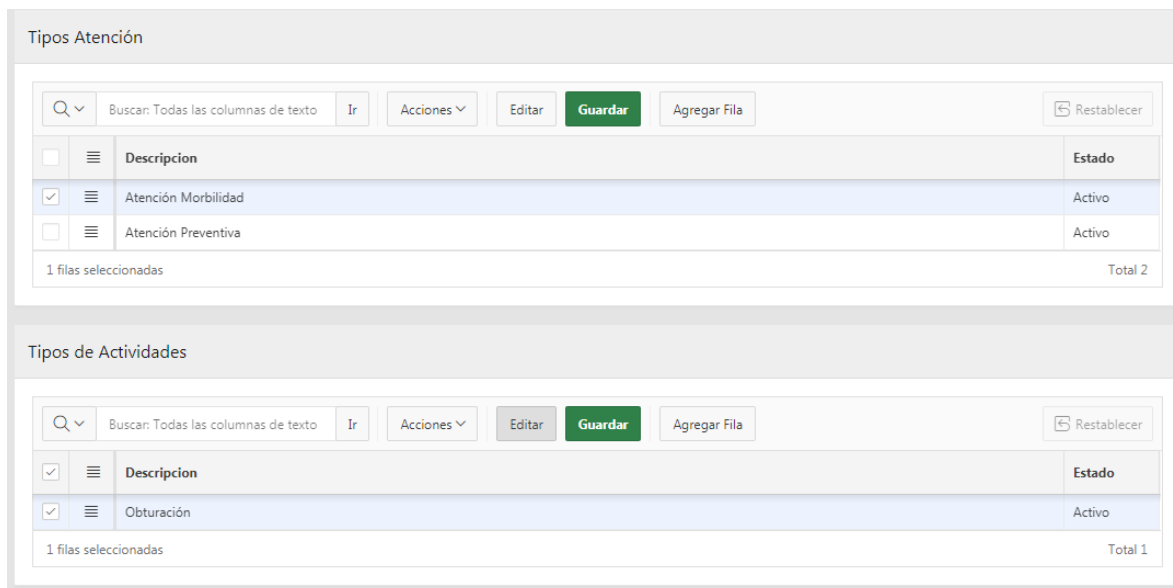 Tipos Atención
Buscar: Todas las columnas de texto Ir Acciones Editar Guardar Agregar Fila Restablecer
Descripcion Estado
Atención Morbilidad Activo
Atención Preventiva Activo
1 filas seleccionadas Total 2
Tipos de Actividades
Buscar: Todas las columnas de texto Ir Acciones Editar Guardar Agregar Fila Restablecer
Descripcion Estado
Obturación Activo
1 filas seleccionadas Total 1